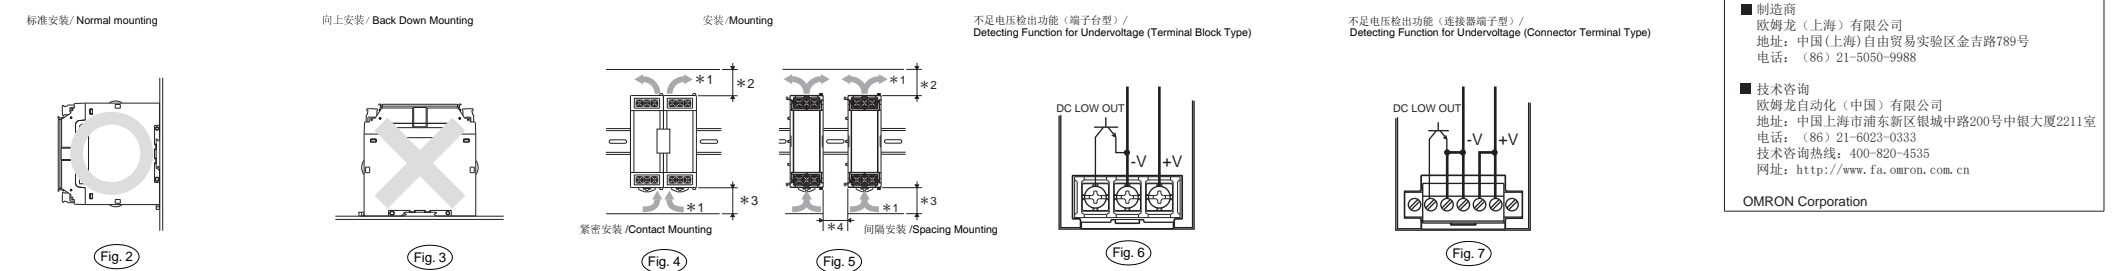 标准安装/ Normal mounting
Fig. 2
向上安装/ Back Down Mounting
Fig. 3
安装/Mounting
*1
*2
*1
*3
紧密安装 /Contact Mounting
Fig. 4
*1
*2
*1
*3
*4
间隔安装 /Spacing Mounting
Fig. 5
不足电压检出功能（端子台型）/
Detecting Function for Undervoltage (Terminal Block Type)
DC LOW OUT
-V
+V
Fig. 6
不足电压检出功能（连接器端子型）/
Detecting Function for Undervoltage (Connector Terminal Type)
DC LOW OUT
-V
+V
Fig. 7
■ 制造商
欧姆龙（上海）有限公司
地址：中国(上海)自由贸易实验区金吉路789号
电话：（86）21-5050-9988
■ 技术咨询
欧姆龙自动化（中国）有限公司
地址：中国上海市浦东新区银城中路200号中银大厦2211室
电话：（86）21-6023-0333
技术咨询热线：400-820-4535
网址：http://www.fa.omron.com.cn
OMRON Corporation